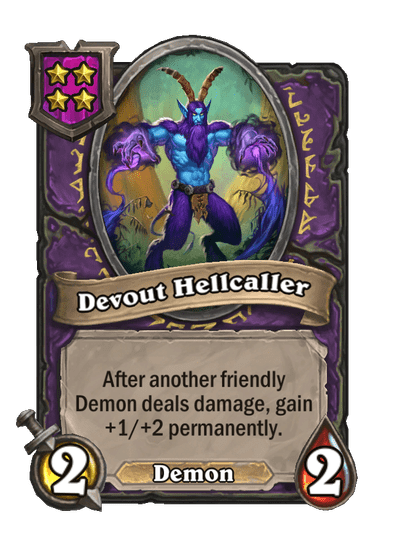 Devout Hellcaller
After another friendly
Demon deals damage, gain
+1/+2 permanently.
2
Demon
2